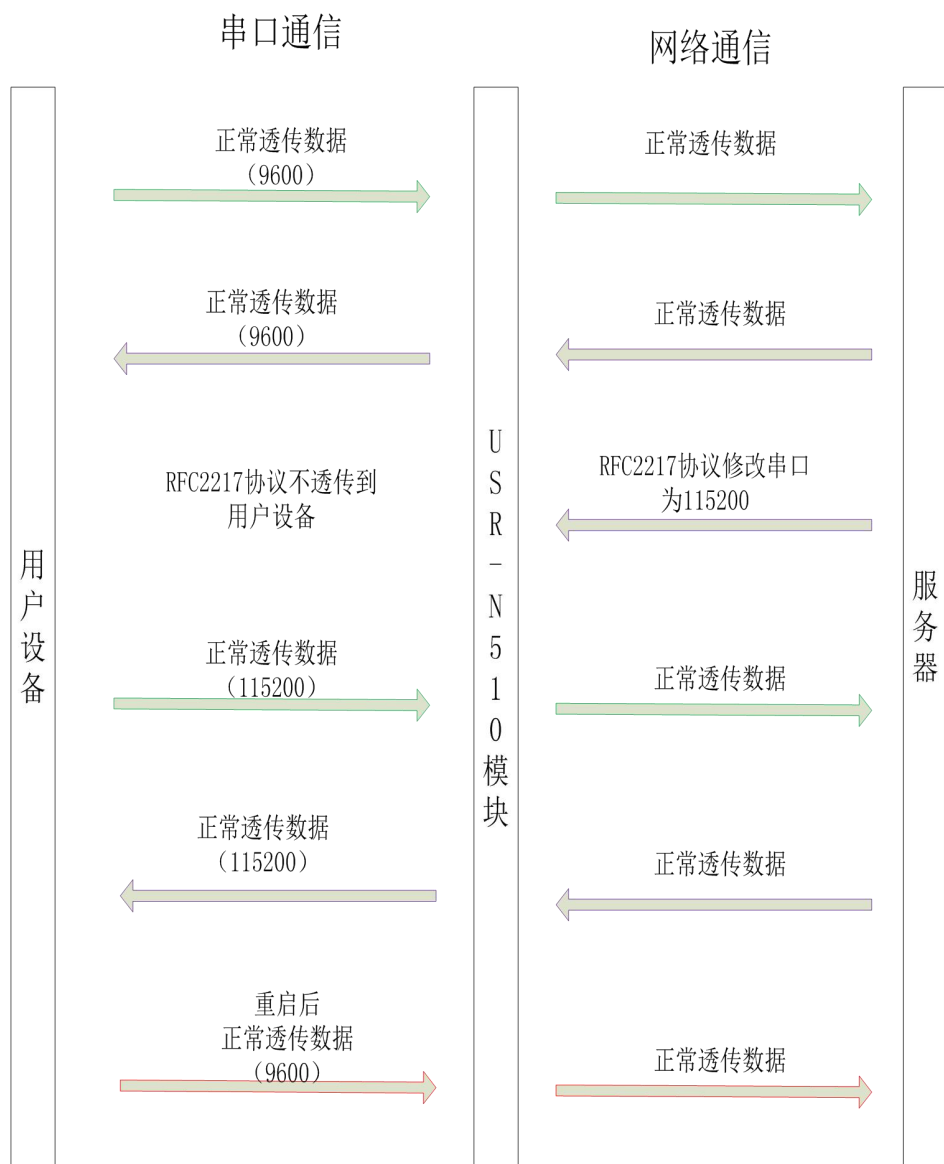 串口通信
网络通信
正常透传数据
（9600）
正常透传数据
正常透传数据
（9600）
正常透传数据
RFC2217协议不透传到
用户设备
RFC2217协议修改串口
为115200
用户设备
USR-N510模块
服务器
正常透传数据
（115200）
正常透传数据
正常透传数据
（115200）
正常透传数据
重启后
正常透传数据
（9600）
正常透传数据